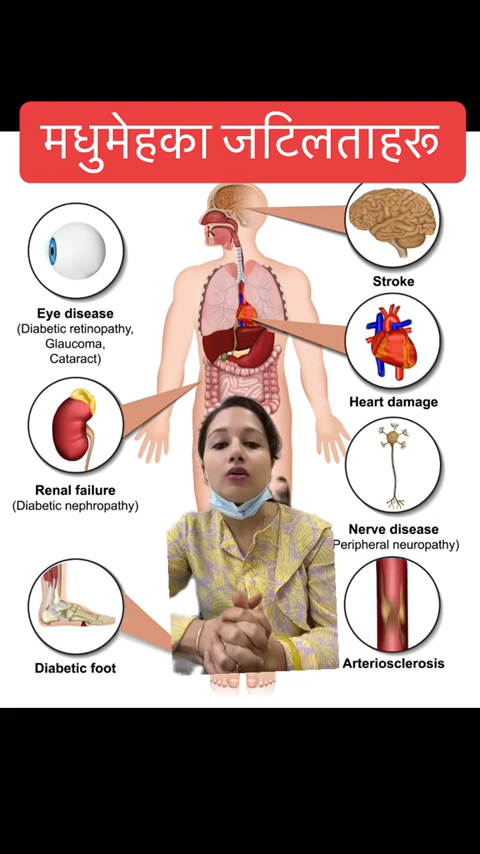 मधुमेहका जटिलताहरू
Eye disease
(Diabetic retinopathy,
Glaucoma,
Cataract)
Stroke
Heart damage
Renal failure
(Diabetic nephropathy)
Nerve disease
Peripheral neuropathy)
Diabetic foot
Arteriosclerosis